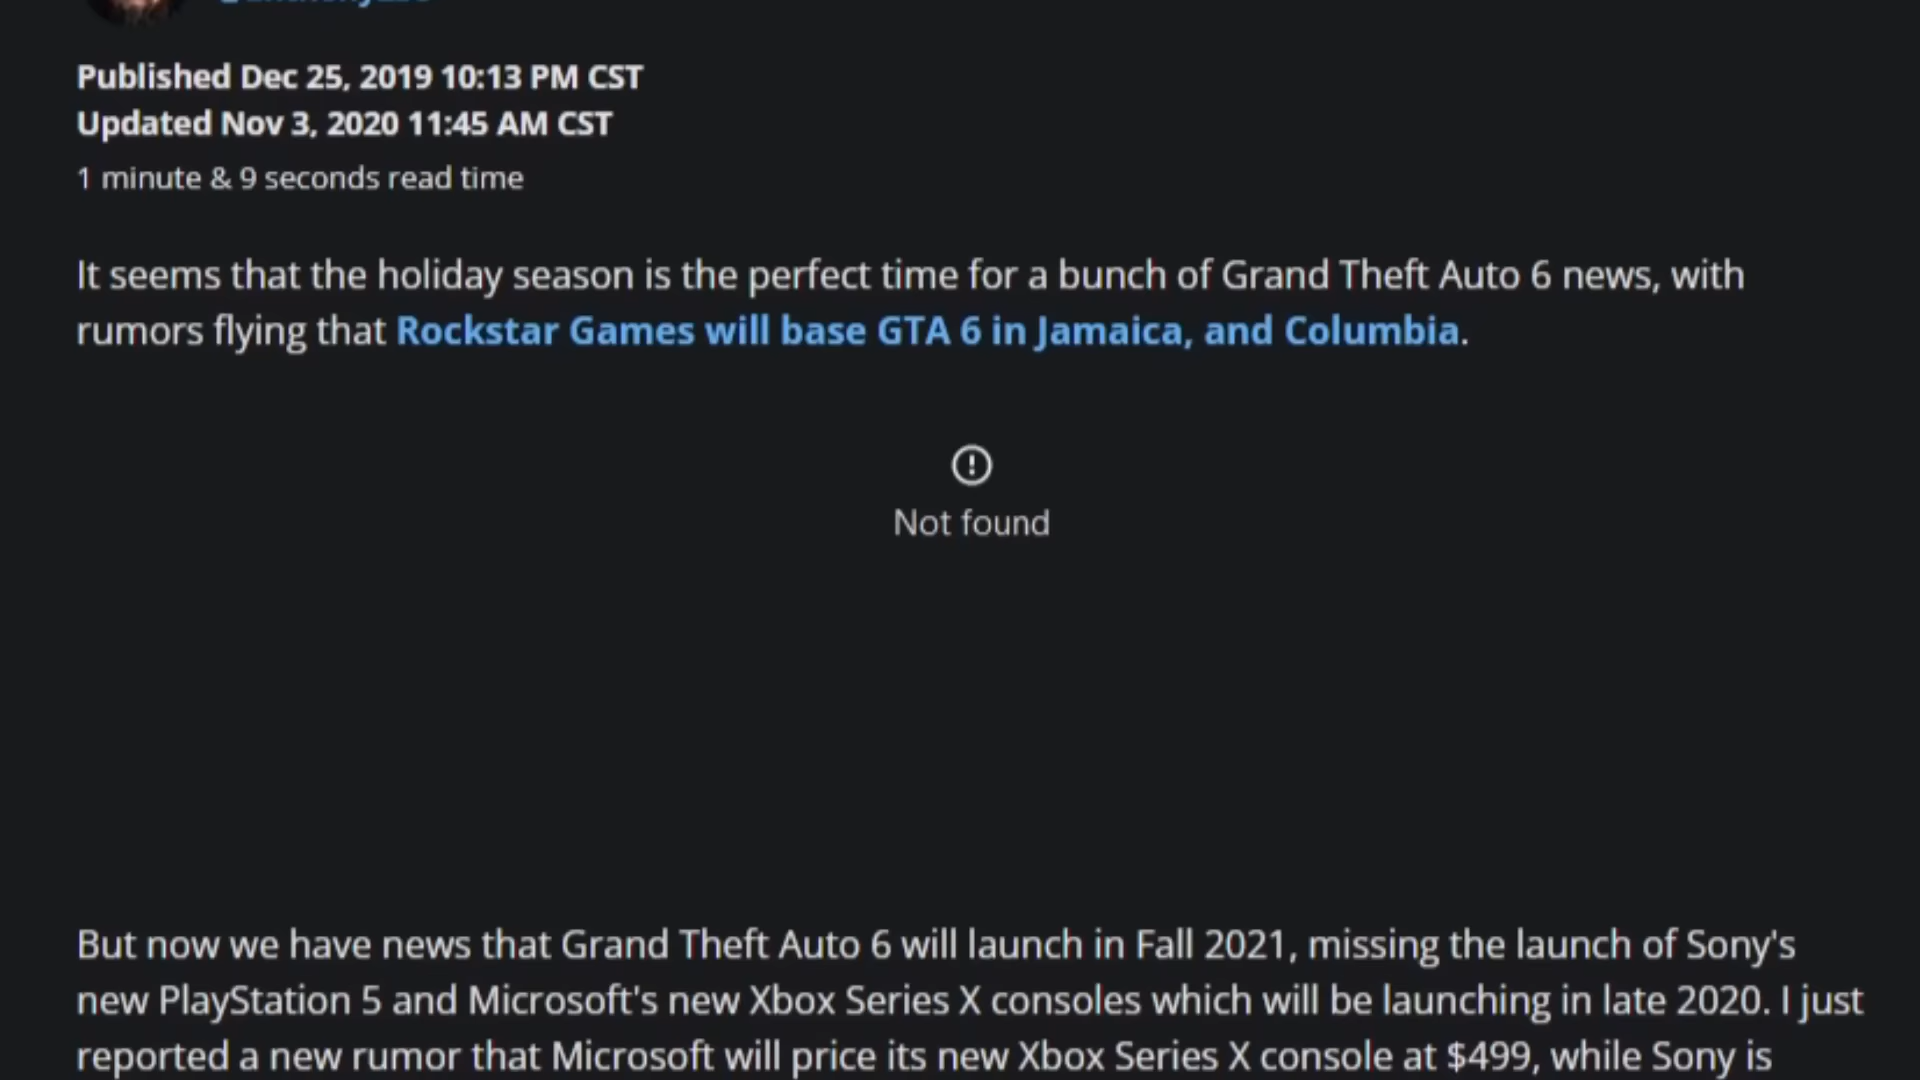 Published Dec 25, 2019 10:13 PM CST
Updated Nov 3, 2020 11:45 AM CST
1 minute & 9 seconds read time
It seems that the holiday season is the perfect time for a bunch of Grand Theft Auto 6 news, with
rumors flying that Rockstar Games will base GTA 6 in Jamaica, and Columbia.
Not found
But now we have news that Grand Theft Auto 6 will launch in Fall 2021, missing the launch of Sony's
new PlayStation 5 and Microsoft's new Xbox Series X consoles which will be launching in late 2020. I just
reported a new rumor that Microsoft will price its new Xbox Series X console at $499, while Sony is